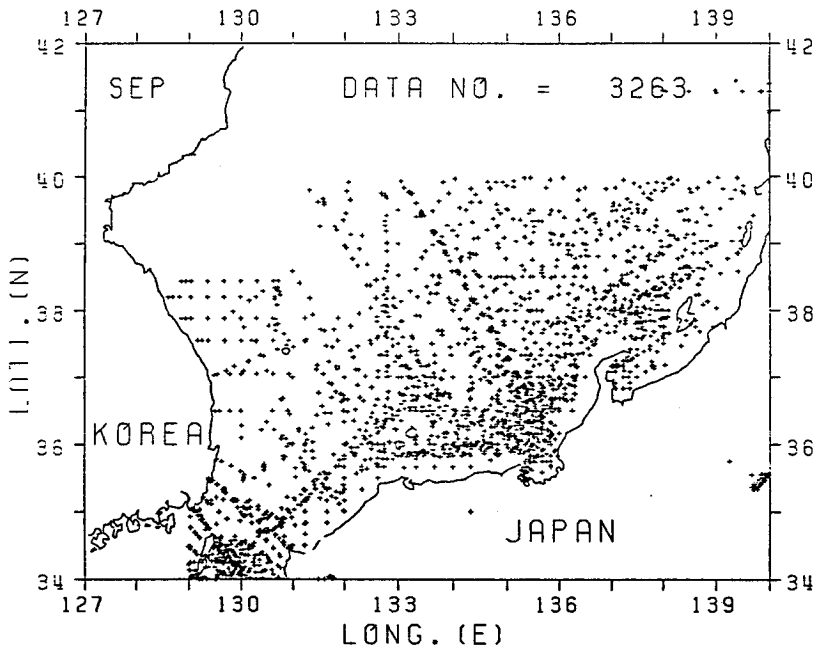 127 130 133 136 139
42 42
SEP DATA NO. = 3263
40 40
38 38
LATI. (N)
KOREA
36 36
JAPAN
34 34
127 130 133 136 139
LONG. (E)